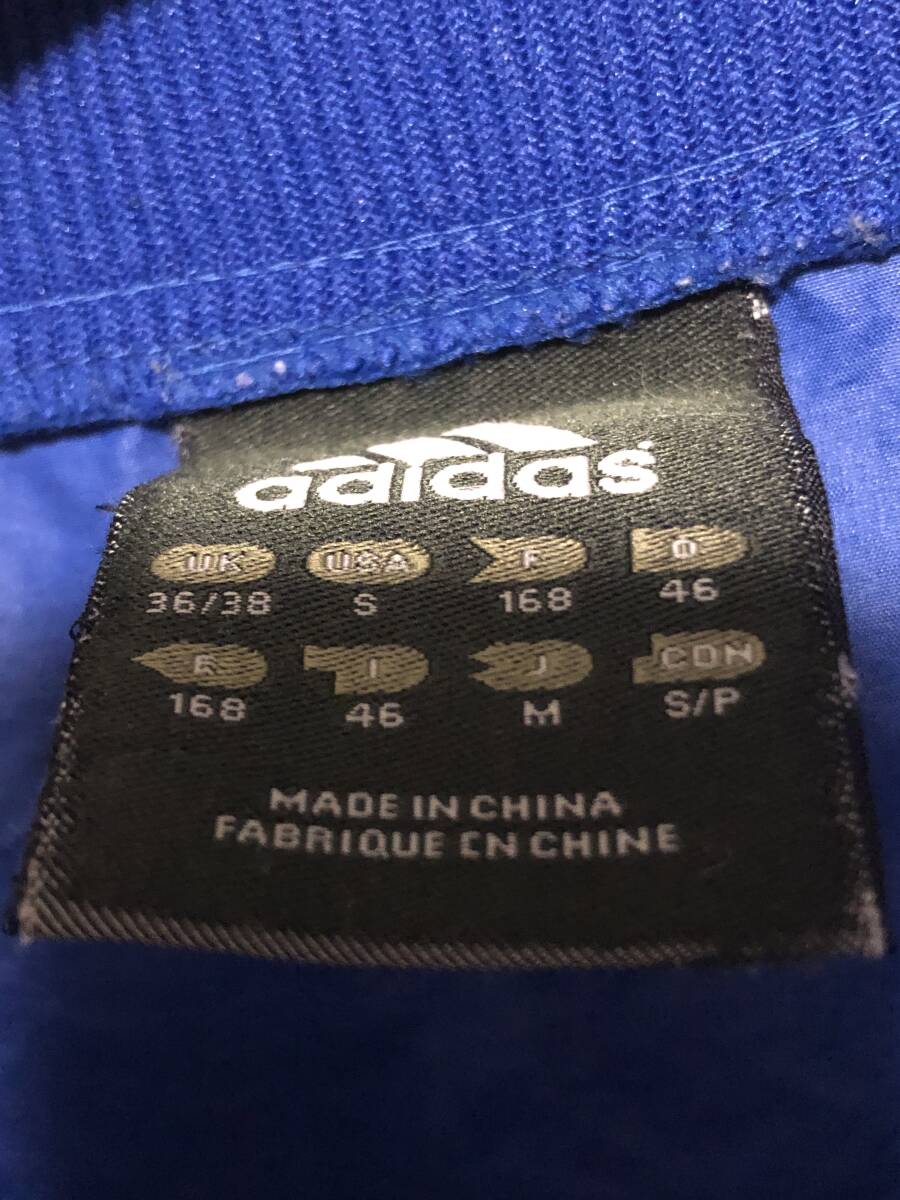 adidas
UK USA F D
36/38 S 168 46
E I J CDN
168 46 M S/P
MADE IN CHINA
FABRIQUE EN CHINE